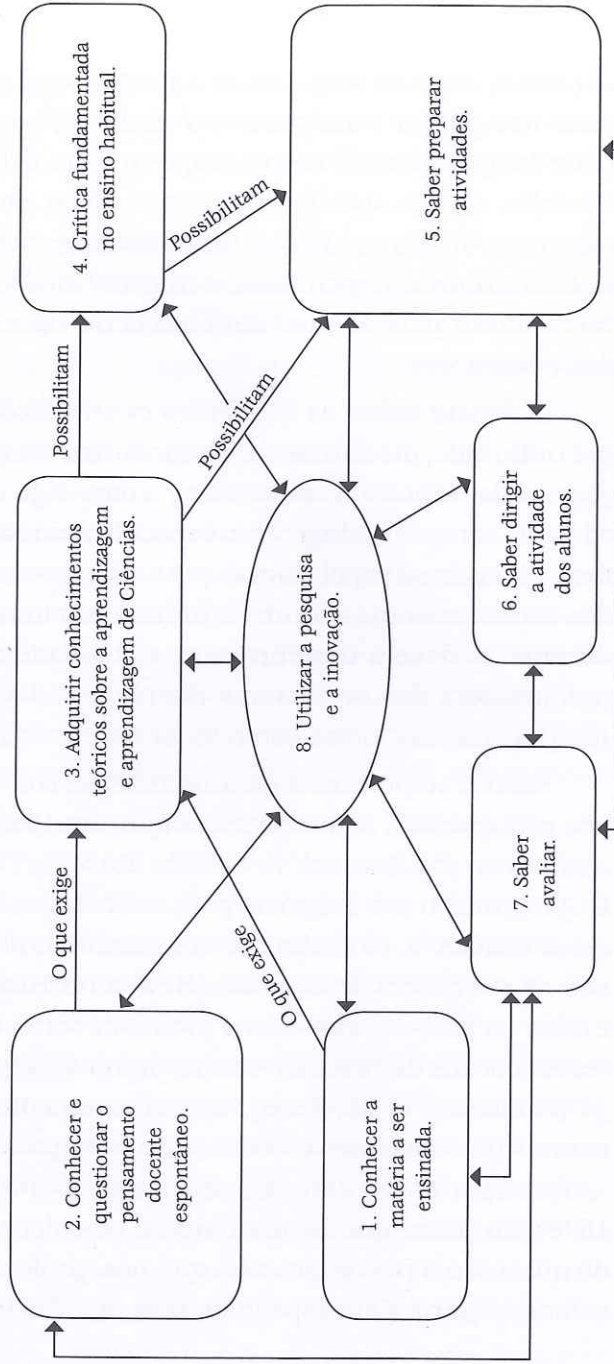 2. Conhecer e
questionar o
pensamento
docente
espontâneo.
O que exige
3. Adquirir conhecimentos
teóricos sobre a aprendizagem
aprendizagem de Ciências.
Possibilitam
4. Crítica fundamentada
no ensino habitual.
Possibilitam
Possibilitam
O que exige
1. Conhecer a
matéria a ser
ensinada.
8. Utilizar a pesquisa
e a inovação.
5. Saber preparar
atividades.
7. Saber
avaliar.
6. Saber dirigir
a atividade
dos alunos.